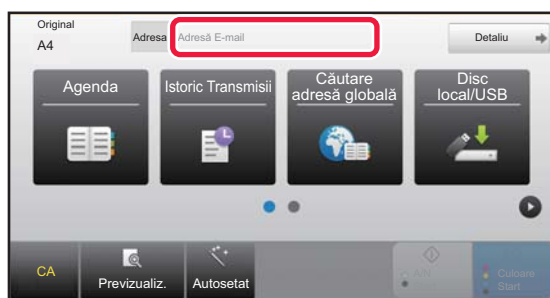 Original
A4
Adresa
Adresă E-mail
Detaliu
Agenda
Istoric Transmisii
Căutare
adresă globală
Disc
local/USB
CA
Previzualiz.
Autosetat
A/N
Start
Culoare
Start